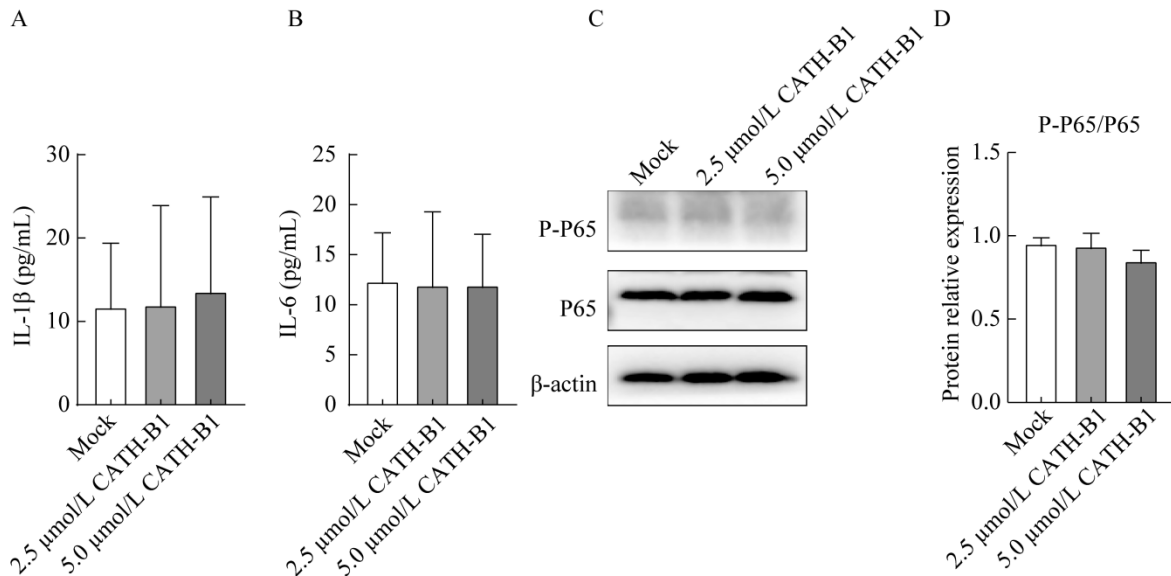 A
IL-1β (pg/mL)
30
20
10
0
Mock
2.5 μmol/L CATH-B1
5.0 μmol/L CATH-B1
B
IL-6 (pg/mL)
25
20
15
10
5
0
Mock
2.5 μmol/L CATH-B1
5.0 μmol/L CATH-B1
C
Mock
2.5 μmol/L CATH-B1
5.0 μmol/L CATH-B1
P-P65
P65
β-actin
D
P-P65/P65
Protein relative expression
1.5
1.0
0.5
0.0
Mock
2.5 μmol/L CATH-B1
5.0 μmol/L CATH-B1